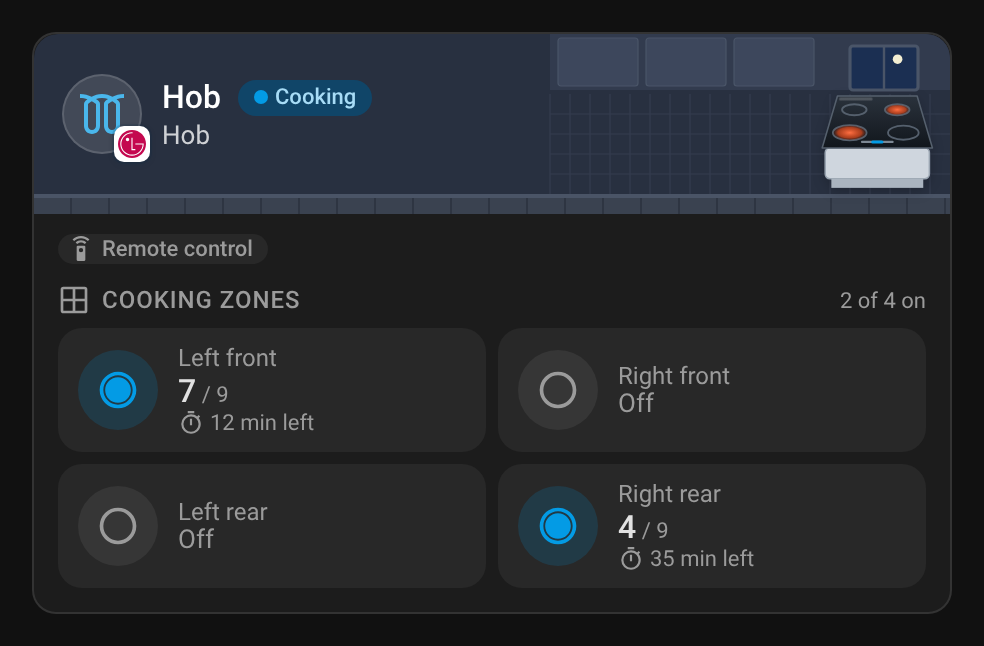 Hob
Cooking
Hob
Remote control
COOKING ZONES
2 of 4 on
Left front
7 / 9
12 min left
Right front
Off
Left rear
Off
Right rear
4 / 9
35 min left